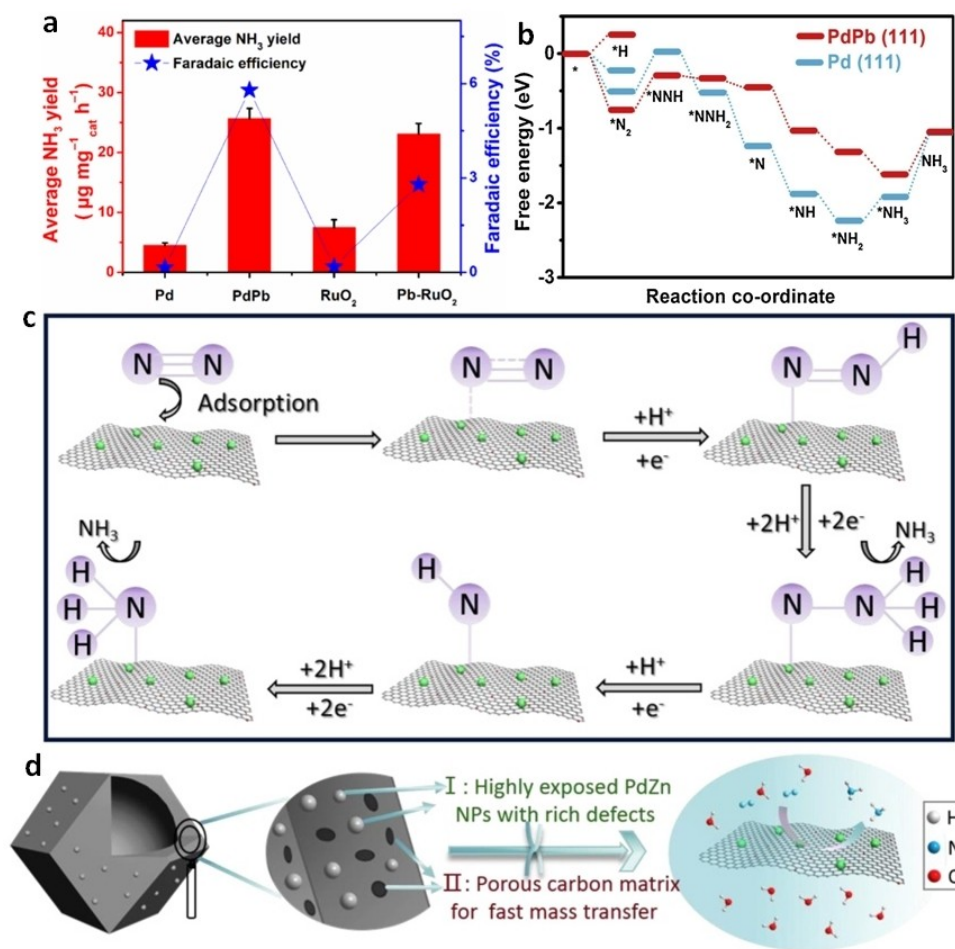 a
Average NH3 yield
Faradaic efficiency
Average NH3 yield
(µg mg⁻¹cat h⁻¹)
40
30
20
10
0
Pd
PdPb
RuO2
Pb-RuO2
6
3
0
Faradaic efficiency (%)
b
PdPb (111)
Pd (111)
Free energy (eV)
0
-1
-2
-3
*
*H
*N2
*NNH
*NNH2
*N
*NH
*NH2
*NH3
NH3
Reaction co-ordinate
c
N N
Adsorption
N N
+H⁺
+e⁻
N N H
+2H⁺ +2e⁻
NH3
N N H H H
+H⁺
+e⁻
H N
+2H⁺
+2e⁻
NH3
H H H N
d
I : Highly exposed PdZn
NPs with rich defects
II : Porous carbon matrix
for fast mass transfer
H
N